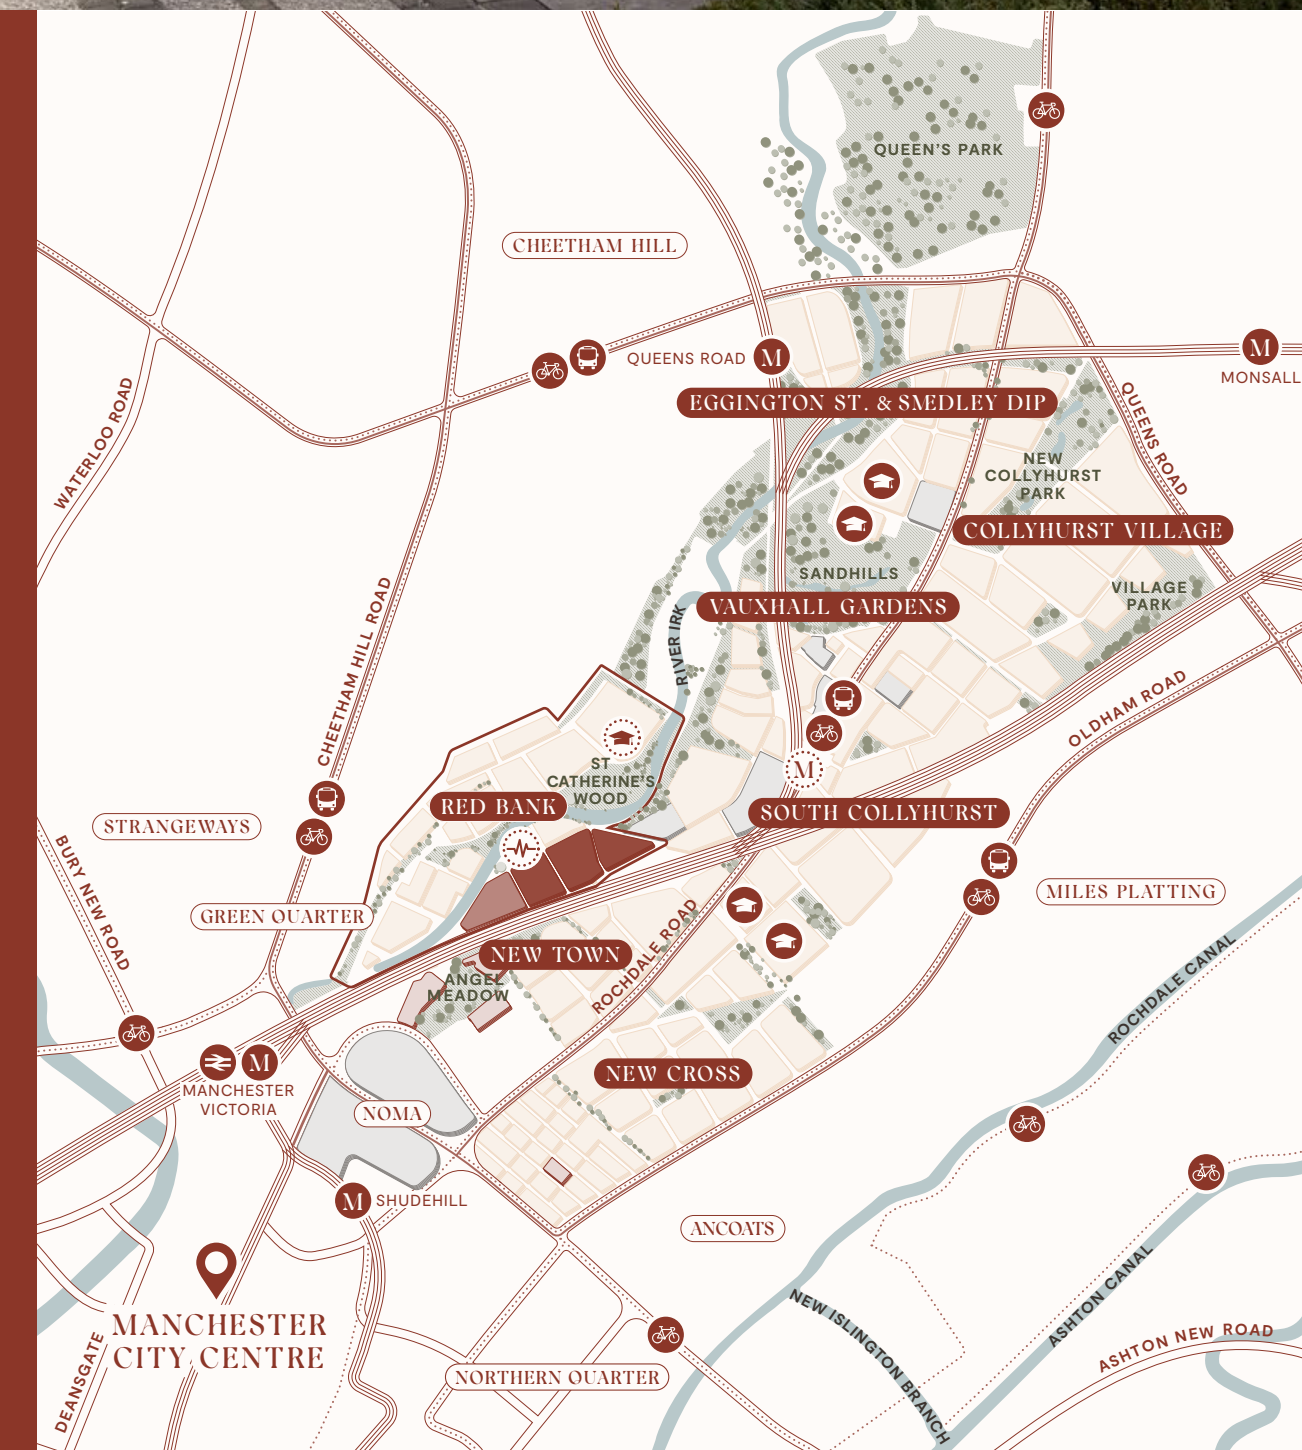 QUEEN'S PARK
CHEETHAM HILL
QUEENS ROAD
M
M
MONSALL
WATERLOO ROAD
EGGINGTON ST. & SMEDLEY DIP
QUEENS ROAD
NEW
COLLYHURST
PARK
COLLYHURST VILLAGE
SANDHILLS
VILLAGE
PARK
VAUXHALL GARDENS
RIVER IRK
CHEETHAM HILL ROAD
OLDHAM ROAD
ST
CATHERINE'S
WOOD
M
RED BANK
SOUTH COLLYHURST
STRANGEWAYS
BURY NEW ROAD
MILES PLATTING
GREEN QUARTER
ROCHDALE ROAD
NEW TOWN
ANGEL
MEADOW
ROCHDALE CANAL
M
MANCHESTER
VICTORIA
NEW CROSS
NOMA
M
SHUDEHILL
ANCOATS
MANCHESTER
CITY CENTRE
DEANSGATE
NEW ISLINGTON BRANCH
ASHTON CANAL
ASHTON NEW ROAD
NORTHERN QUARTER